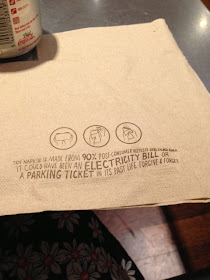 THIS NAPKIN IS MADE FROM 90% POST-CONSUMER
IT COULD HAVE BEEN AN ELECTRICITY BILL OR
A PARKING TICKET IN ITS PAST LIFE. FORGIVE & FORGET.